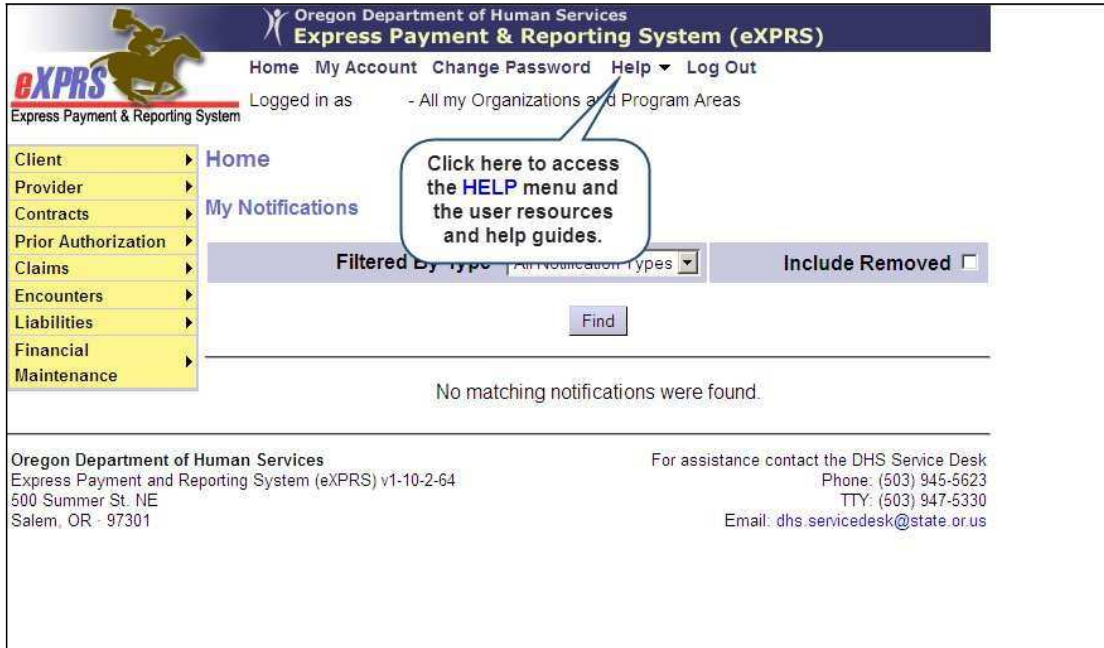 Oregon Department of Human Services
Express Payment & Reporting System (eXPRS)
eXPRS
Express Payment & Reporting System
Home My Account Change Password Help Log Out
Logged in as - All my Organizations and Program Areas
Client
Provider
Contracts
Prior Authorization
Claims
Encounters
Liabilities
Financial
Maintenance
Home
My Notifications
Click here to access
the HELP menu and
the user resources
and help guides.
Filtered By Type All Notification Types Include Removed
Find
No matching notifications were found.
Oregon Department of Human Services
Express Payment and Reporting System (eXPRS) v1-10-2-64
500 Summer St. NE
Salem, OR · 97301
For assistance contact the DHS Service Desk
Phone: (503) 945-5623
TTY: (503) 947-5330
Email: dhs.servicedesk@state.or.us